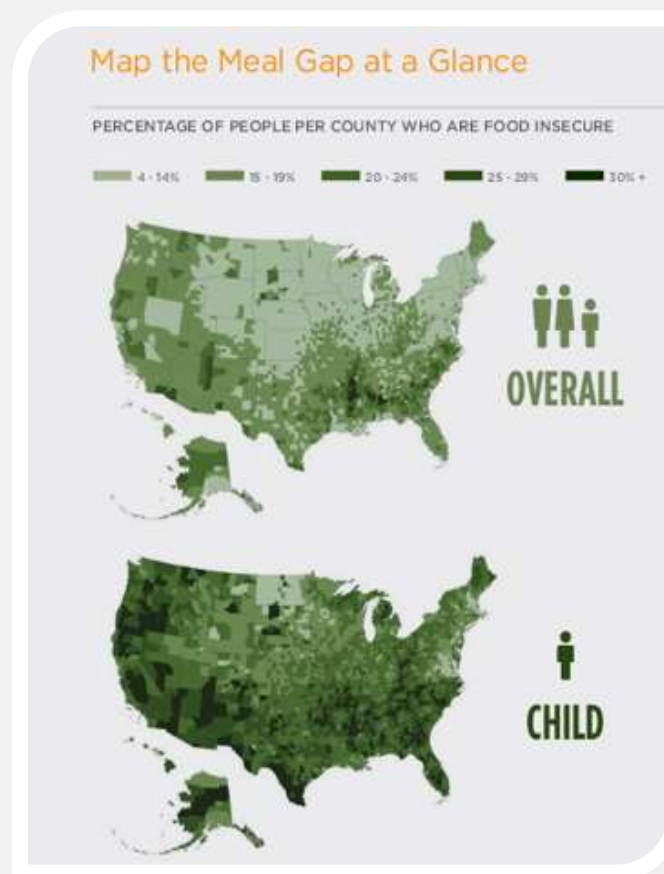 Map the Meal Gap at a Glance
PERCENTAGE OF PEOPLE PER COUNTY WHO ARE FOOD INSECURE
4 - 14% 15 - 19% 20 - 24% 25 - 29% 30% +
OVERALL
CHILD